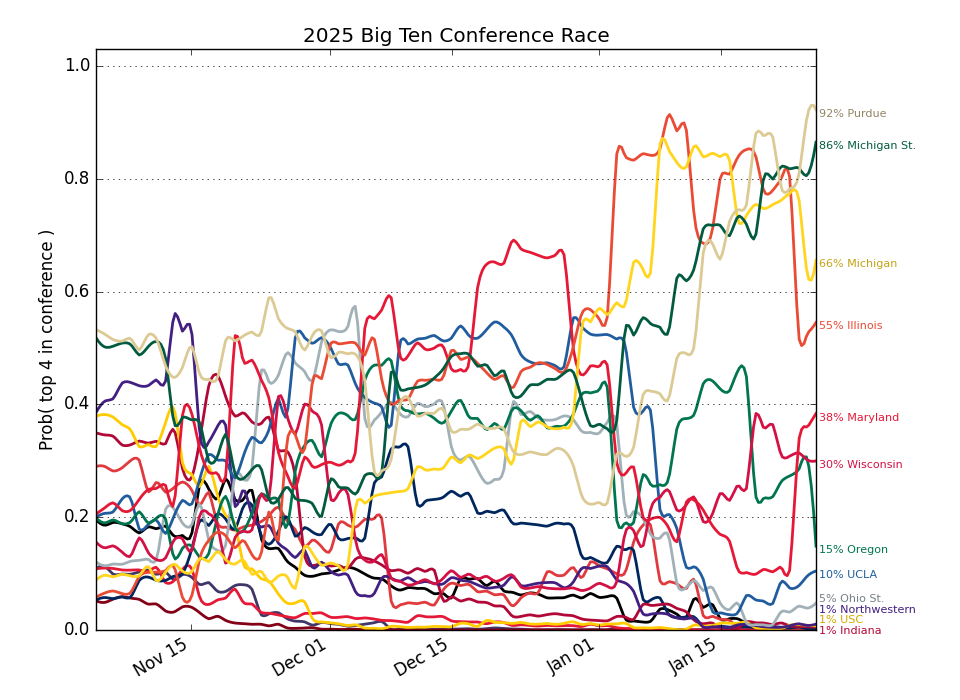 2025 Big Ten Conference Race
Prob( top 4 in conference )
1.0
0.8
0.6
0.4
0.2
0.0
Nov 15
Dec 01
Dec 15
Jan 01
Jan 15
92% Purdue
86% Michigan St.
66% Michigan
55% Illinois
38% Maryland
30% Wisconsin
15% Oregon
10% UCLA
5% Ohio St.
1% Northwestern
1% USC
1% Indiana